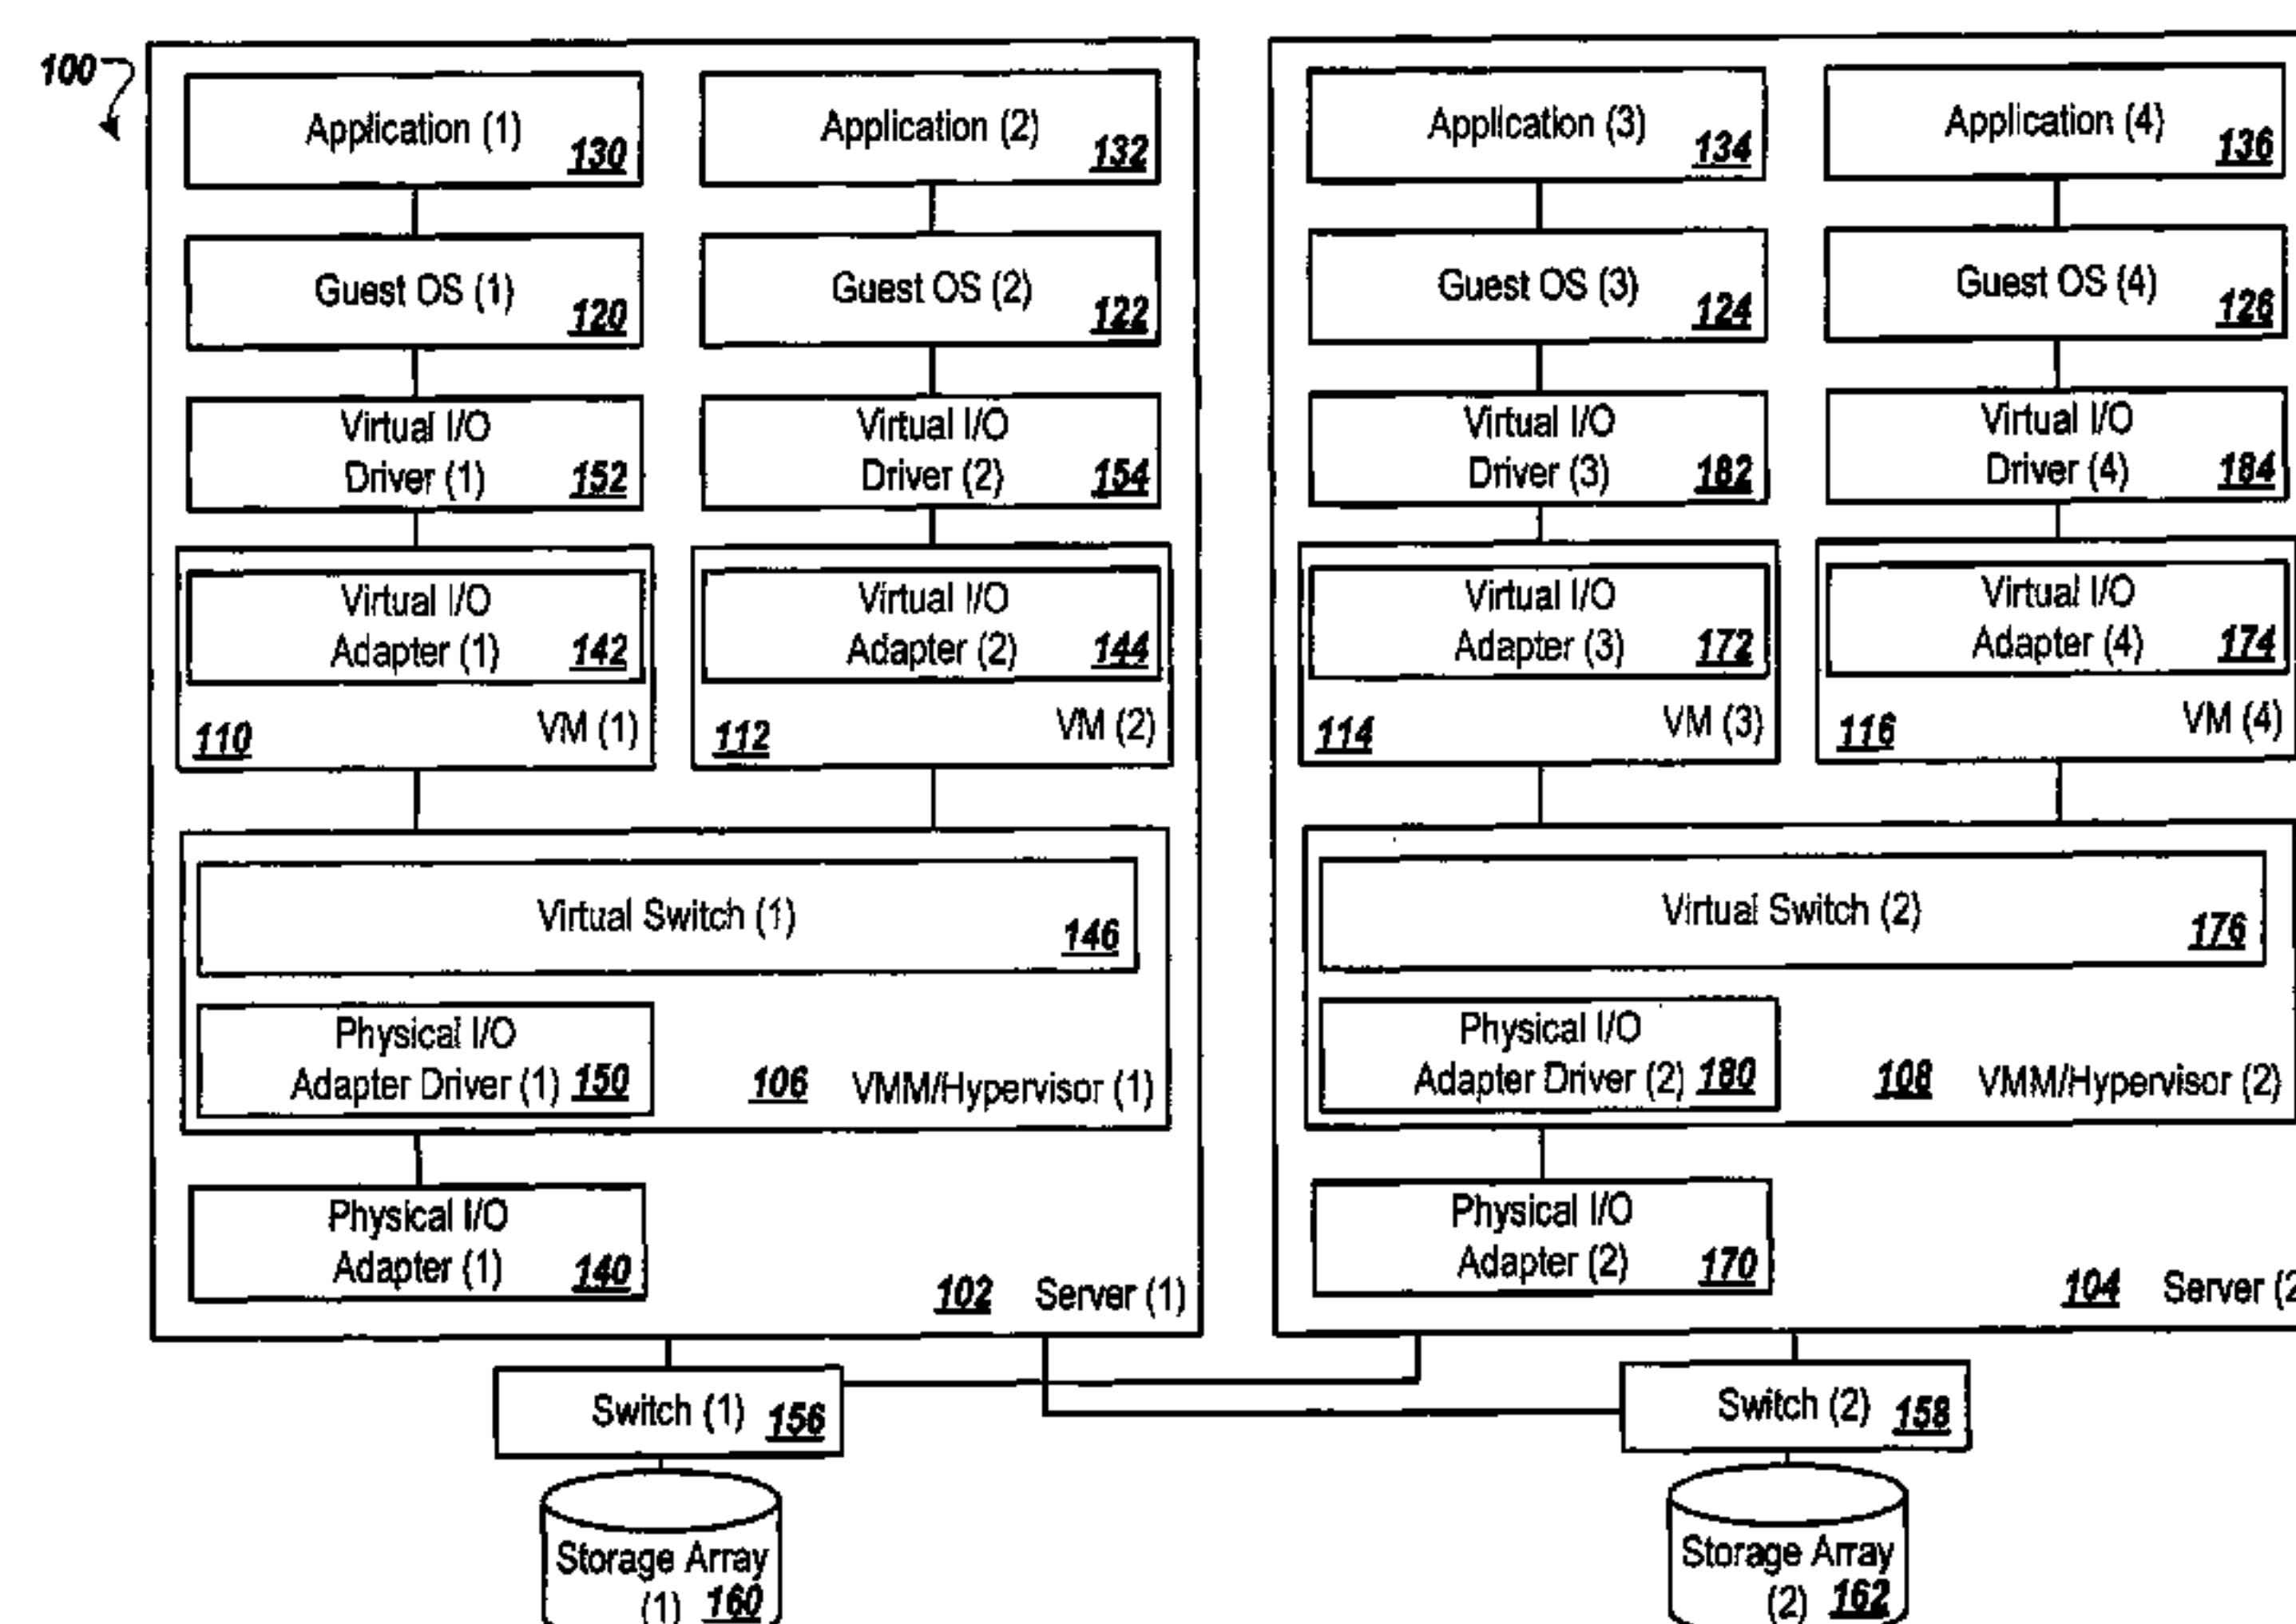 100
Application (1) 130
Application (2) 132
Guest OS (1) 120
Guest OS (2) 122
Virtual I/O
Driver (1) 152
Virtual I/O
Driver (2) 154
Virtual I/O
Adapter (1) 142
110 VM (1)
Virtual I/O
Adapter (2) 144
112 VM (2)
Virtual Switch (1) 146
Physical I/O
Adapter Driver (1) 150
106 VMM/Hypervisor (1)
Physical I/O
Adapter (1) 140
102 Server (1)
Application (3) 134
Application (4) 136
Guest OS (3) 124
Guest OS (4) 126
Virtual I/O
Driver (3) 182
Virtual I/O
Driver (4) 184
Virtual I/O
Adapter (3) 172
114 VM (3)
Virtual I/O
Adapter (4) 174
116 VM (4)
Virtual Switch (2) 176
Physical I/O
Adapter Driver (2) 180
108 VMM/Hypervisor (2)
Physical I/O
Adapter (2) 170
104 Server (2
Switch (1) 156
Switch (2) 158
Storage Array
(1) 160
Storage Array
(2) 162